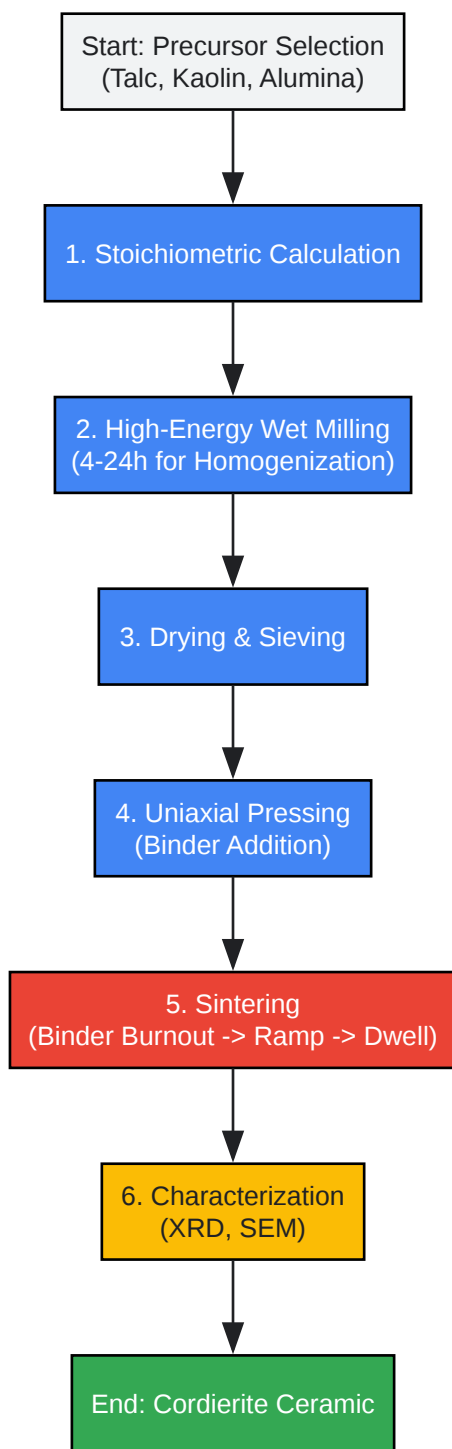 Start: Precursor Selection
(Talc, Kaolin, Alumina)
1. Stoichiometric Calculation
2. High-Energy Wet Milling
(4-24h for Homogenization)
3. Drying & Sieving
4. Uniaxial Pressing
(Binder Addition)
5. Sintering
(Binder Burnout -> Ramp -> Dwell)
6. Characterization
(XRD, SEM)
End: Cordierite Ceramic